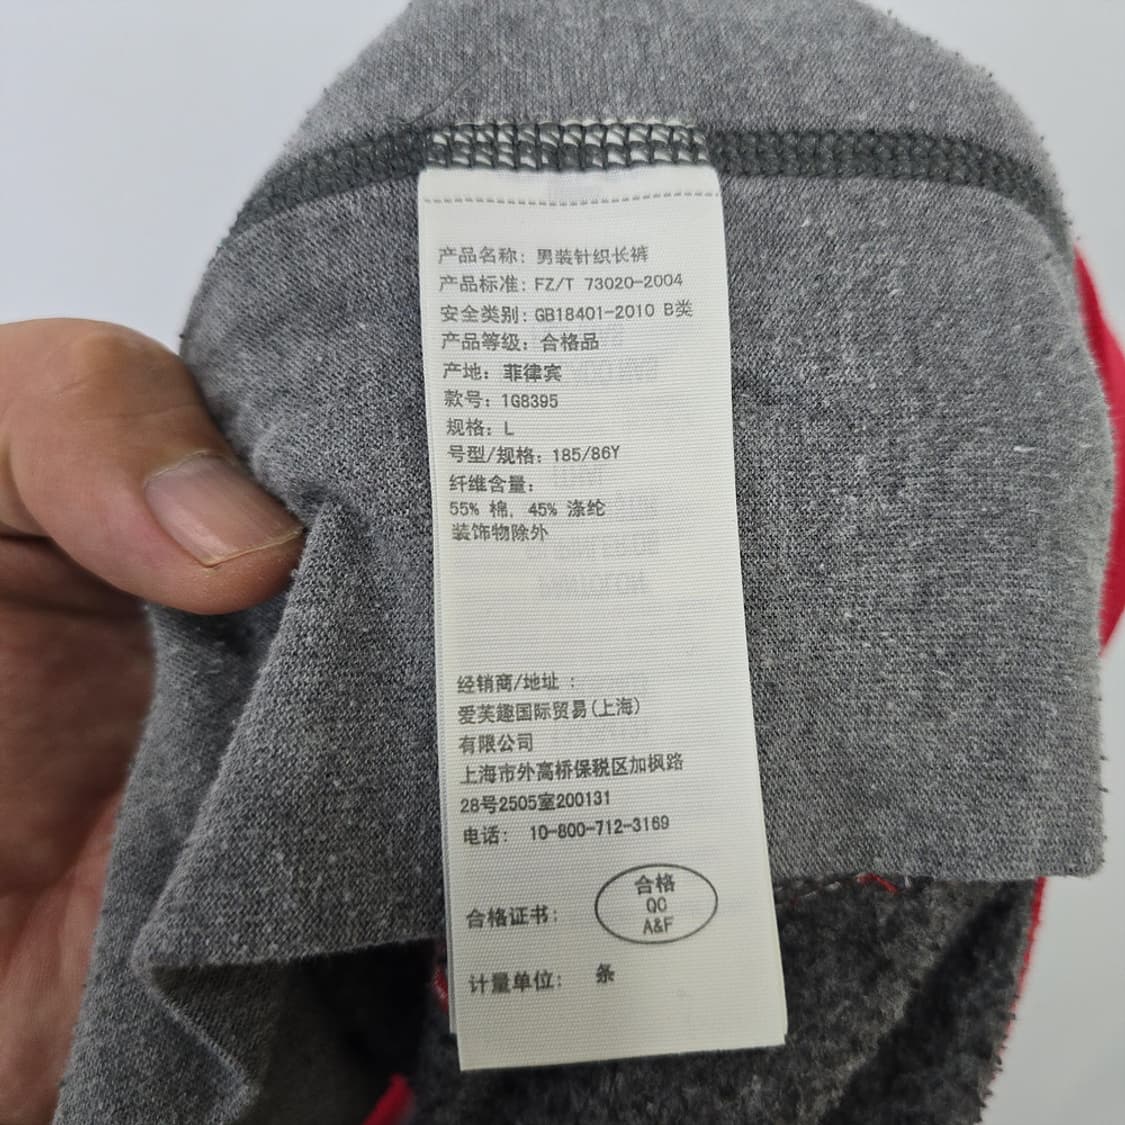 产品名称: 男装针织长裤
产品标准: FZ/T 73020-2004
安全类别: GB18401-2010 B类
产品等级: 合格品
产地: 菲律宾
款号: 1G8395
规格: L
号型/规格: 185/86Y
纤维含量:
55% 棉, 45% 涤纶
装饰物除外
经销商/地址 :
爱芙趣国际贸易(上海)
有限公司
上海市外高桥保税区加枫路
28号2505室200131
电话: 10-800-712-3169
合格
QC
A&F
合格证书:
计量单位: 条